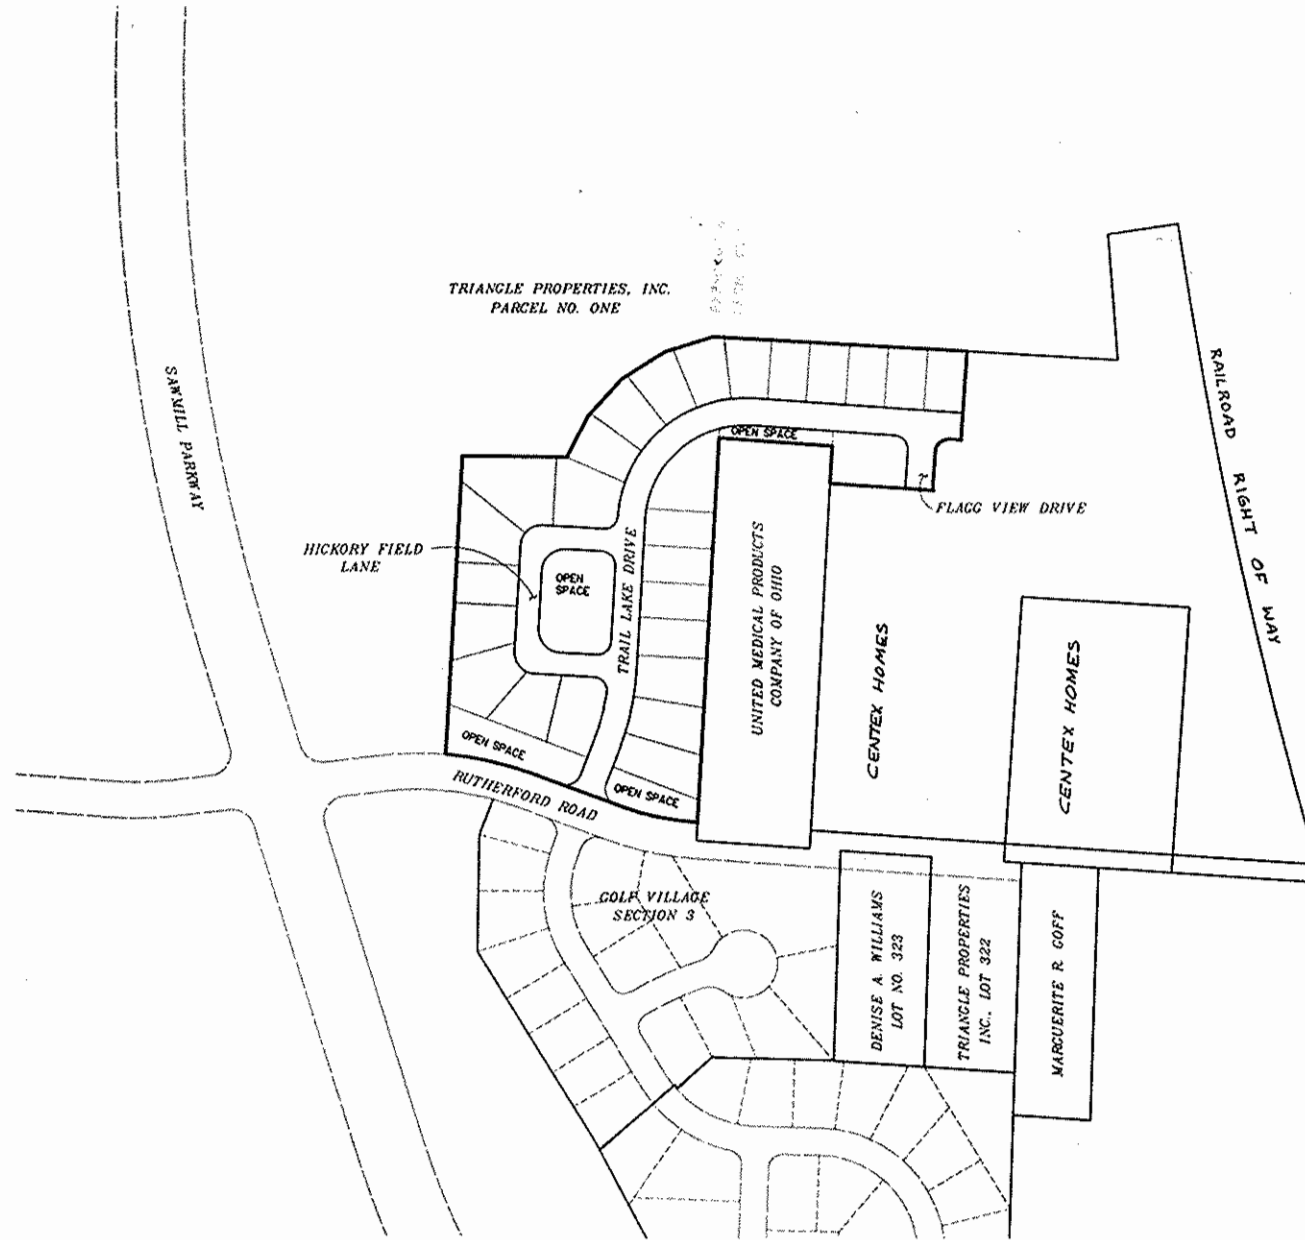 TRIANGLE PROPERTIES, INC.
PARCEL NO. ONE
SAWMILL PARKWAY
RAILROAD RIGHT OF WAY
OPEN SPACE
FLAGG VIEW DRIVE
HICKORY FIELD
LANE
OPEN
SPACE
TRAIL LAKE DRIVE
UNITED MEDICAL PRODUCTS
COMPANY OF OHIO
CENTEX HOMES
CENTEX HOMES
OPEN SPACE
OPEN SPACE
RUTHERFORD ROAD
GOLF VILLAGE
SECTION 3
DENISE A. WILLIAMS
LOT NO. 323
TRIANGLE PROPERTIES
INC., LOT 322
MARGUERITE R. GOFF